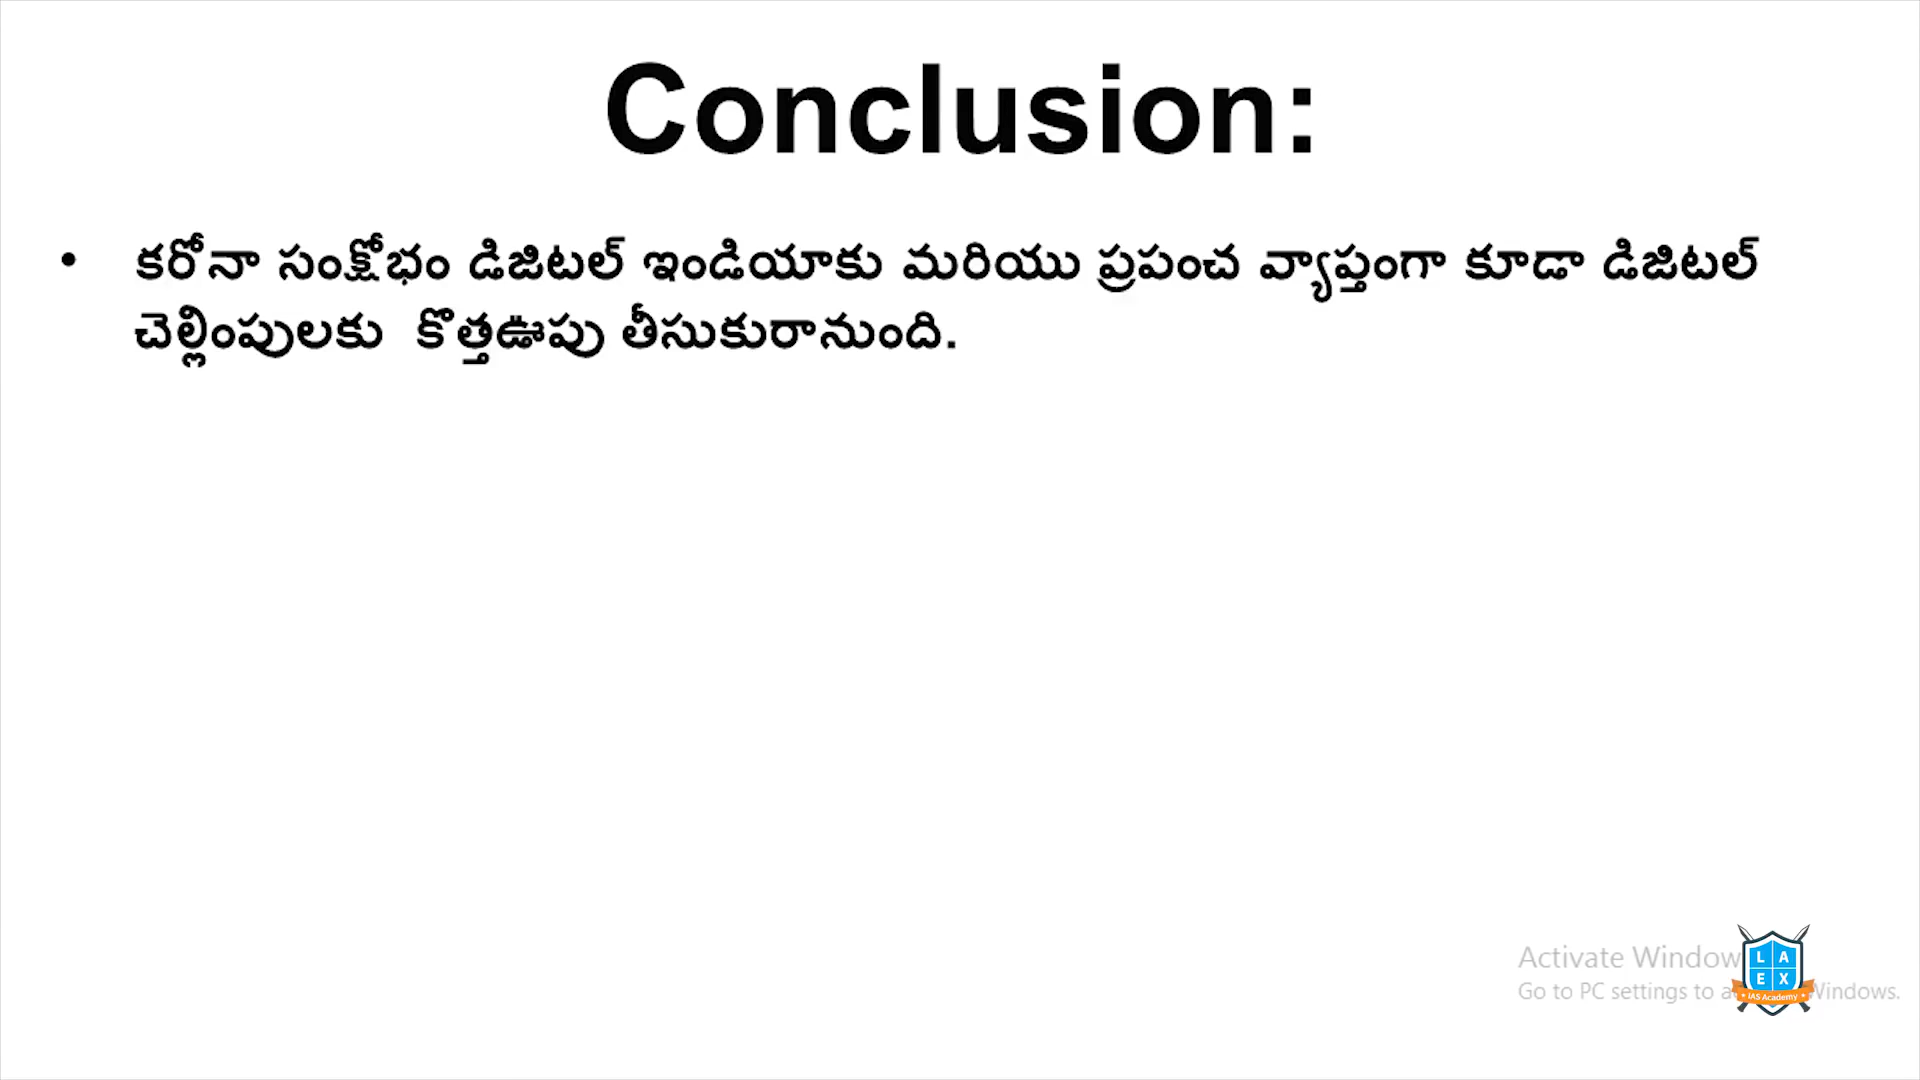 Conclusion:
• కరోనా సంక్షోభం డిజిటల్ ఇండియాకు మరియు ప్రపంచ వ్యాప్తంగా కూడా డిజిటల్
చెల్లింపులకు  కొత్తఊపు తీసుకురానుంది.
Activate Window
Go to PC settings to a Windows.
L A
E X
IAS Academy